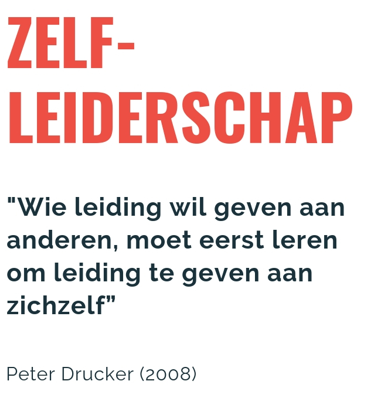 ZELF-
LEIDERSCHAP
"Wie leiding wil geven aan
anderen, moet eerst leren
om leiding te geven aan
zichzelf”
Peter Drucker (2008)